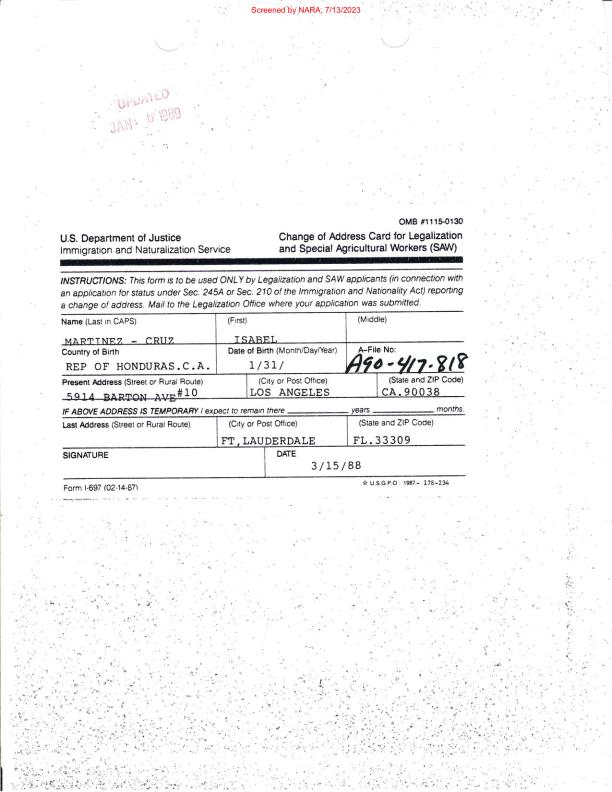 Screened by NARA, 7/13/2023
UPDATED
JAN 1989
OMB #1115-0130
U.S. Department of Justice
Immigration and Naturalization Service
Change of Address Card for Legalization
and Special Agricultural Workers (SAW)
INSTRUCTIONS: This form is to be used ONLY by Legalization and SAW applicants (in connection with
an application for status under Sec. 245A or Sec. 210 of the Immigration and Nationality Act) reporting
a change of address. Mail to the Legalization Office where your application was submitted.
Name (Last in CAPS) (First) (Middle)
MARTINEZ - CRUZ ISABEL
Country of Birth Date of Birth (Month/Day/Year) A-File No:
REP OF HONDURAS.C.A. 1/31/ A90-417-818
Present Address (Street or Rural Route) (City or Post Office) (State and ZIP Code)
5914 BARTON AVE #10 LOS ANGELES CA.90038
IF ABOVE ADDRESS IS TEMPORARY I expect to remain there ____ years ____ months.
Last Address (Street or Rural Route) (City or Post Office) (State and ZIP Code)
FT,LAUDERDALE FL.33309
SIGNATURE DATE
3/15/88
Form I-697 (02-14-87) ☆ U.S.G.P.O.: 1987- 178-234